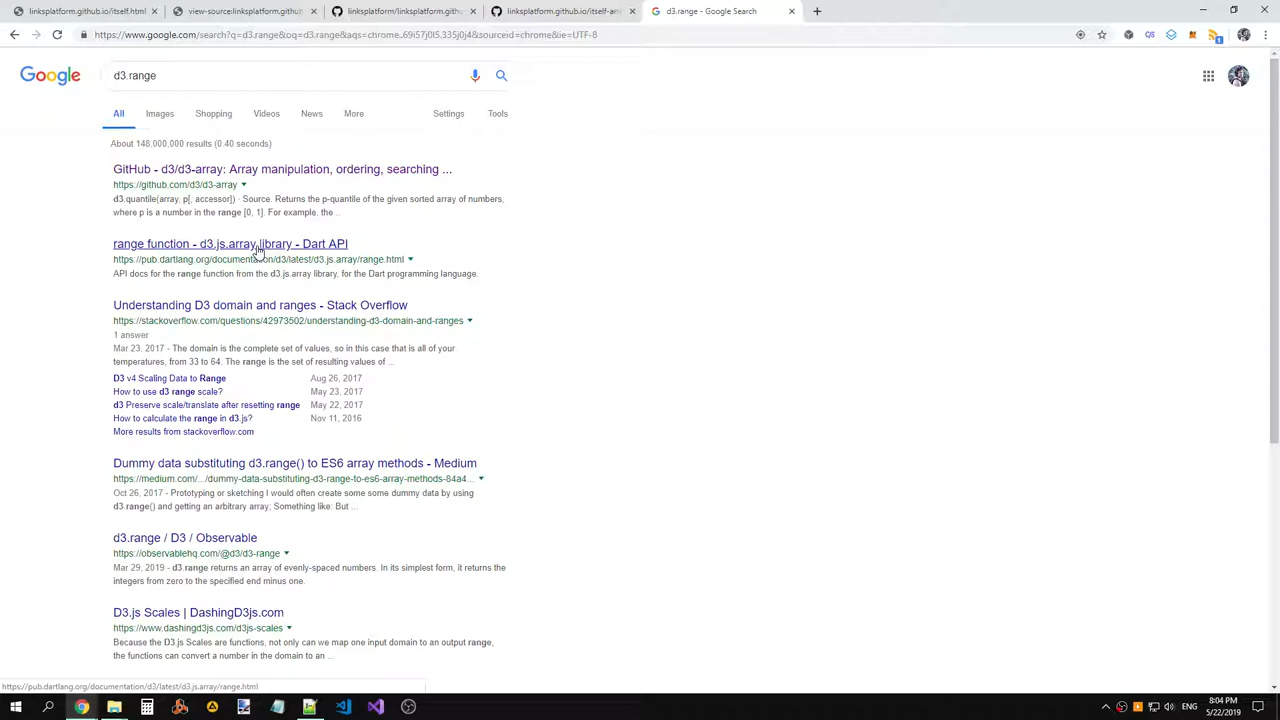 linksplatform.github.io/itself-ani
view-source:linksplatform.github
linksplatform/linksplatform.github
linksplatform.github.io/itself-ani
d3.range - Google Search
https://www.google.com/search?q=d3.range&oq=d3.range&aqs=chrome..69i57j0l5.335j0j4&sourceid=chrome&ie=UTF-8
Google
d3.range
All
Images
Shopping
Videos
News
More
Settings
Tools
About 148,000,000 results (0.40 seconds)
GitHub - d3/d3-array: Array manipulation, ordering, searching ...
https://github.com/d3/d3-array
d3.quantile(array, p[, accessor]) · Source. Returns the p-quantile of the given sorted array of numbers,
where p is a number in the range [0, 1]. For example, the ..
range function - d3.js.array library - Dart API
https://pub.dartlang.org/documentation/d3/latest/d3.js.array/range.html
API docs for the range function from the d3.js.array library, for the Dart programming language.
Understanding D3 domain and ranges - Stack Overflow
https://stackoverflow.com/questions/42973502/understanding-d3-domain-and-ranges
1 answer
Mar 23, 2017 - The domain is the complete set of values, so in this case that is all of your
temperatures, from 33 to 64. The range is the set of resulting values of ...
D3 v4 Scaling Data to Range
Aug 26, 2017
How to use d3 range scale?
May 23, 2017
d3 Preserve scale/translate after resetting range
May 22, 2017
How to calculate the range in d3.js?
Nov 11, 2016
More results from stackoverflow.com
Dummy data substituting d3.range() to ES6 array methods - Medium
https://medium.com/.../dummy-data-substituting-d3-range-to-es6-array-methods-84a4...
Oct 26, 2017 - Prototyping or sketching I would often create some some dummy data by using
d3.range() and getting an arbitrary array, Something like: But ...
d3.range / D3 / Observable
https://observablehq.com/@d3/d3-range
Mar 29, 2019 - d3.range returns an array of evenly-spaced numbers. In its simplest form, it returns the
integers from zero to the specified end minus one.
D3.js Scales | DashingD3js.com
https://www.dashingd3js.com/d3js-scales
Because the D3.js Scales are functions, not only can we map one input domain to an output range,
the functions can convert a number in the domain to an ...
https://pub.dartlang.org/documentation/d3/latest/d3.js.array/range.html
ENG
8:04 PM
5/22/2019